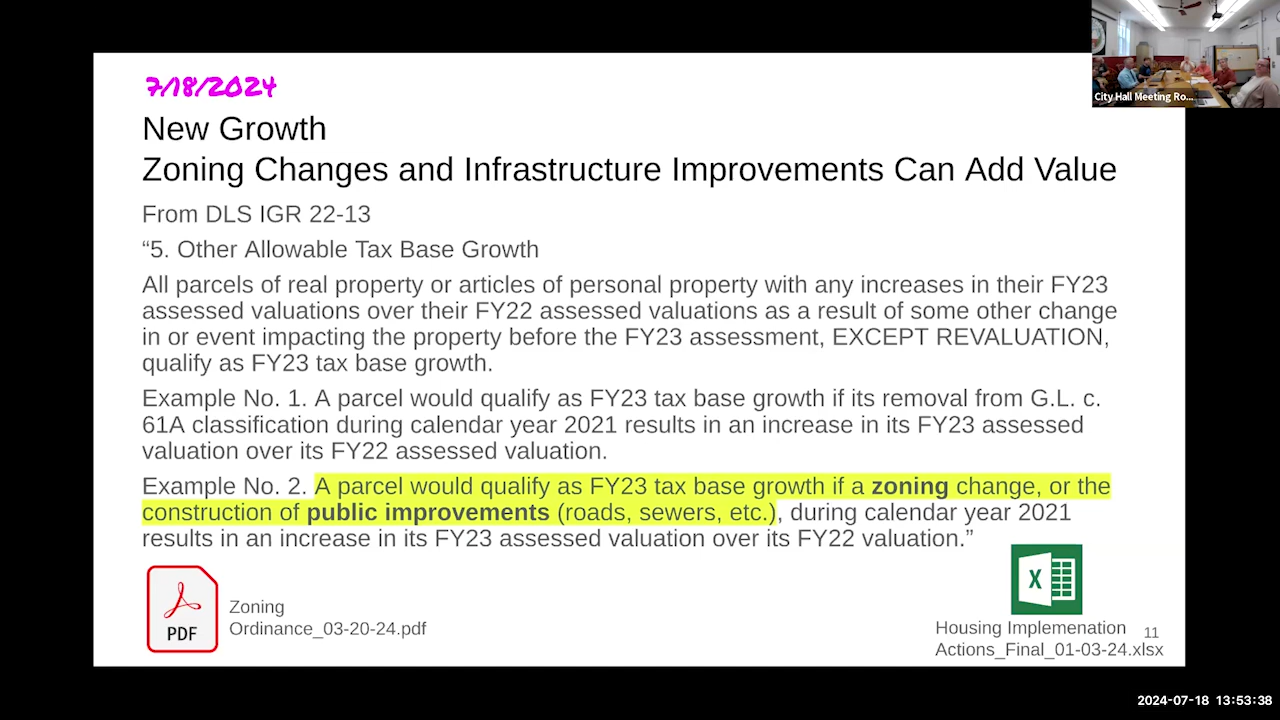 7/18/2024
New Growth
Zoning Changes and Infrastructure Improvements Can Add Value
From DLS IGR 22-13
“5. Other Allowable Tax Base Growth
All parcels of real property or articles of personal property with any increases in their FY23
assessed valuations over their FY22 assessed valuations as a result of some other change
in or event impacting the property before the FY23 assessment, EXCEPT REVALUATION,
qualify as FY23 tax base growth.
Example No. 1. A parcel would qualify as FY23 tax base growth if its removal from G.L. c.
61A classification during calendar year 2021 results in an increase in its FY23 assessed
valuation over its FY22 assessed valuation.
Example No. 2. A parcel would qualify as FY23 tax base growth if a zoning change, or the
construction of public improvements (roads, sewers, etc.), during calendar year 2021
results in an increase in its FY23 assessed valuation over its FY22 valuation.”
PDF
Zoning
Ordinance_03-20-24.pdf
X
Housing Implemenation
Actions_Final_01-03-24.xlsx
11
City Hall Meeting Ro...
2024-07-18 13:53:38